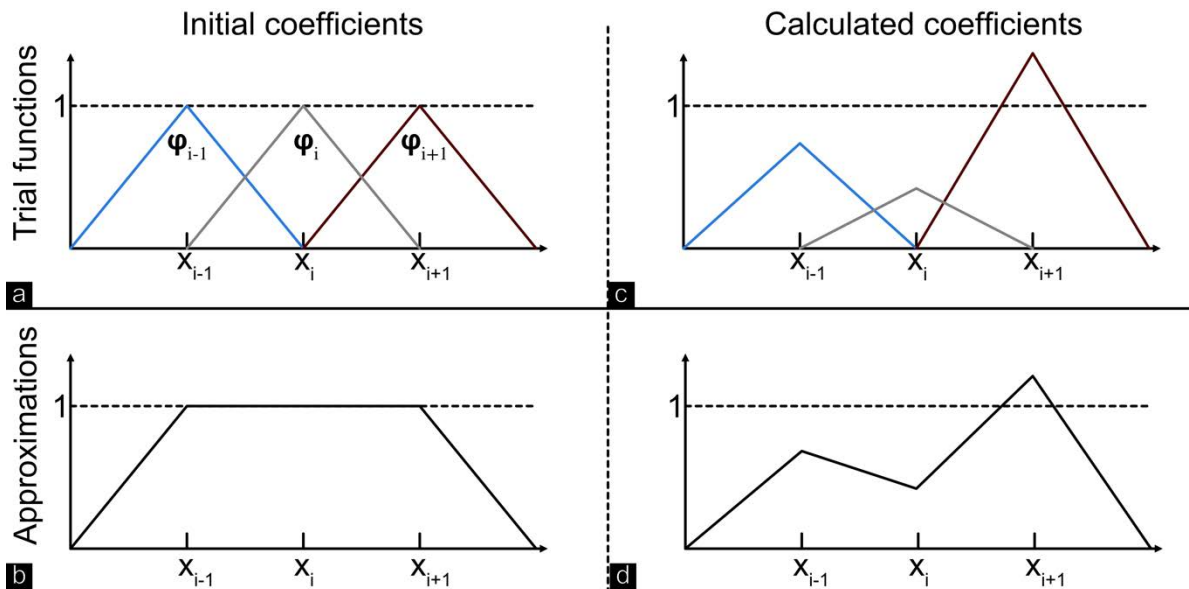 Initial coefficients
Calculated coefficients
Trial functions
1
φi-1
φi
φi+1
xi-1
xi
xi+1
a
1
xi-1
xi
xi+1
c
Approximations
1
xi-1
xi
xi+1
b
1
xi-1
xi
xi+1
d